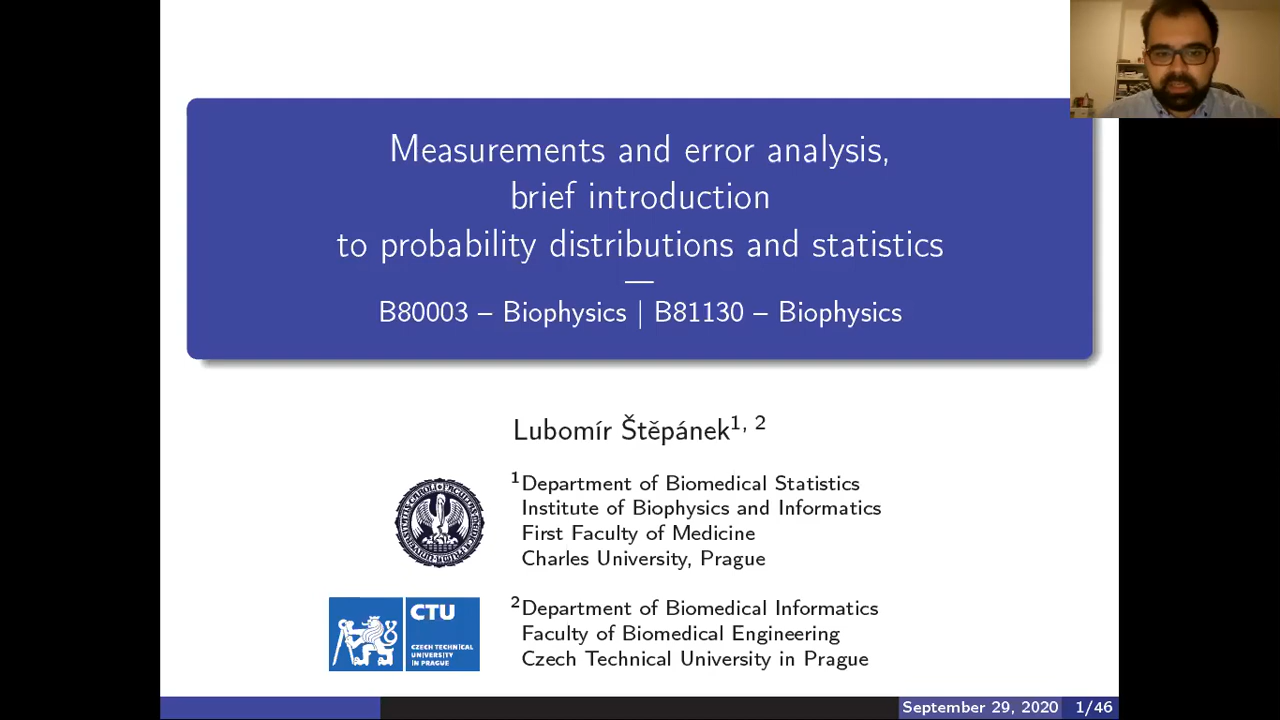 Measurements and error analysis,
brief introduction
to probability distributions and statistics
—
B80003 – Biophysics | B81130 – Biophysics
Lubomír Štěpánek1, 2
1Department of Biomedical Statistics
Institute of Biophysics and Informatics
First Faculty of Medicine
Charles University, Prague
CTU
CZECH TECHNICAL
UNIVERSITY
IN PRAGUE
2Department of Biomedical Informatics
Faculty of Biomedical Engineering
Czech Technical University in Prague
September 29, 2020 1/46